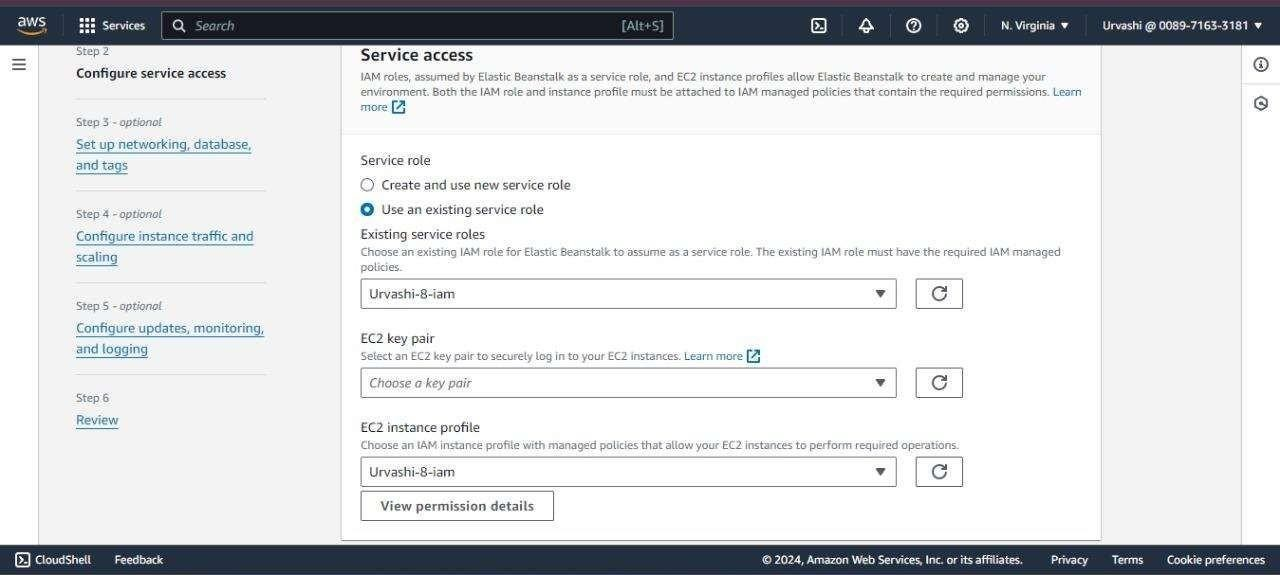 aws
Services
Search
[Alt+S]
N. Virginia
Urvashi @ 0089-7163-3181
Step 2
Configure service access
Step 3 - optional
Set up networking, database,
and tags
Step 4 - optional
Configure instance traffic and
scaling
Step 5 - optional
Configure updates, monitoring,
and logging
Step 6
Review
Service access
IAM roles, assumed by Elastic Beanstalk as a service role, and EC2 instance profiles allow Elastic Beanstalk to create and manage your
environment. Both the IAM role and instance profile must be attached to IAM managed policies that contain the required permissions. Learn
more
Service role
Create and use new service role
Use an existing service role
Existing service roles
Choose an existing IAM role for Elastic Beanstalk to assume as a service role. The existing IAM role must have the required IAM managed
policies.
Urvashi-8-iam
EC2 key pair
Select an EC2 key pair to securely log in to your EC2 instances. Learn more
Choose a key pair
EC2 instance profile
Choose an IAM instance profile with managed policies that allow your EC2 instances to perform required operations.
Urvashi-8-iam
View permission details
CloudShell
Feedback
© 2024, Amazon Web Services, Inc. or its affiliates.
Privacy
Terms
Cookie preferences